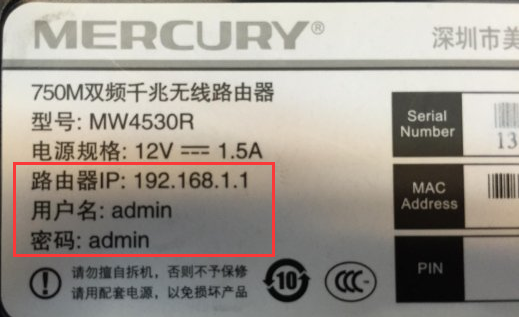 MERCURY®
深圳市美
750M双频千兆无线路由器
型号: MW4530R
电源规格: 12V ⎓ 1.5A
路由器IP: 192.168.1.1
用户名: admin
密码: admin
请勿擅自拆机，否则不予保修
请用配套电源，以免损坏产品
10
CCC
Serial
Number
13
MAC
Address
PIN